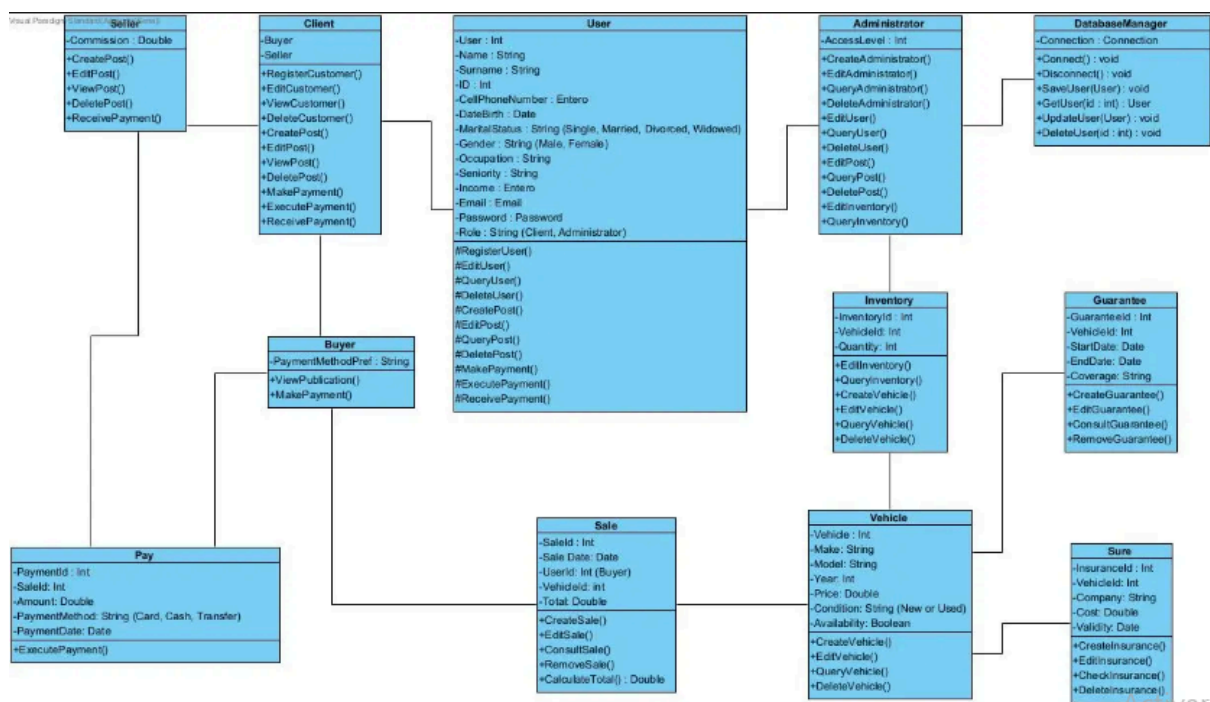 Seller
-Commission : Double
+CreatePost()
+EditPost()
+ViewPost()
+DeletePost()
+ReceivePayment()
Client
-Buyer
-Seller
+RegisterCustomer()
+EditCustomer()
+ViewCustomer()
+DeleteCustomer()
+CreatePost()
+EditPost()
+ViewPost()
+DeletePost()
+MakePayment()
+ExecutePayment()
+ReceivePayment()
User
-User : Int
-Name : String
-Surname : String
-ID : Int
-CellPhoneNumber : Entero
-DateBirth : Date
-MaritalStatus : String (Single, Married, Divorced, Widowed)
-Gender : String (Male, Female)
-Occupation : String
-Seniority : String
-Income : Entero
-Email : Email
-Password : Password
-Role : String (Client, Administrator)
#RegisterUser()
#EditUser()
#QueryUser()
#DeleteUser()
#CreatePost()
#EditPost()
#QueryPost()
#DeletePost()
#MakePayment()
#ExecutePayment()
#ReceivePayment()
Administrator
-AccessLevel : Int
+CreateAdministrator()
+EditAdministrator()
+QueryAdministrator()
+DeleteAdministrator()
+EditUser()
+QueryUser()
+DeleteUser()
+EditPost()
+QueryPost()
+DeletePost()
+EditInventory()
+QueryInventory()
DatabaseManager
-Connection : Connection
+Connect() : void
+Disconnect() : void
+SaveUser(User) : void
+GetUser(id : int) : User
+UpdateUser(User) : void
+DeleteUser(id : int) : void
Buyer
-PaymentMethodPref : String
+ViewPublication()
+MakePayment()
Inventory
-InventoryId : Int
-VehicleId: Int
-Quantity: Int
+EditInventory()
+QueryInventory()
+CreateVehicle()
+EditVehicle()
+QueryVehicle()
+DeleteVehicle()
Guarantee
-GuaranteeId : Int
-VehicleId: Int
-StartDate: Date
-EndDate: Date
-Coverage: String
+CreateGuarantee()
+EditGuarantee()
+ConsultGuarantee()
+RemoveGuarantee()
Pay
-PaymentId : Int
-SaleId: Int
-Amount: Double
-PaymentMethod: String (Card, Cash, Transfer)
-PaymentDate: Date
+ExecutePayment()
Sale
-SaleId : Int
-Sale Date: Date
-UserId: Int (Buyer)
-VehicleId: int
-Total: Double
+CreateSale()
+EditSale()
+ConsultSale()
+RemoveSale()
+CalculateTotal() : Double
Vehicle
-Vehicle : Int
-Make: String
-Model: String
-Year: Int
-Price: Double
-Condition: String (New or Used)
-Availability: Boolean
+CreateVehicle()
+EditVehicle()
+QueryVehicle()
+DeleteVehicle()
Sure
-InsuranceId : Int
-VehicleId: Int
-Company: String
-Cost: Double
-Validity: Date
+CreateInsurance()
+EditInsurance()
+CheckInsurance()
+DeleteInsurance()